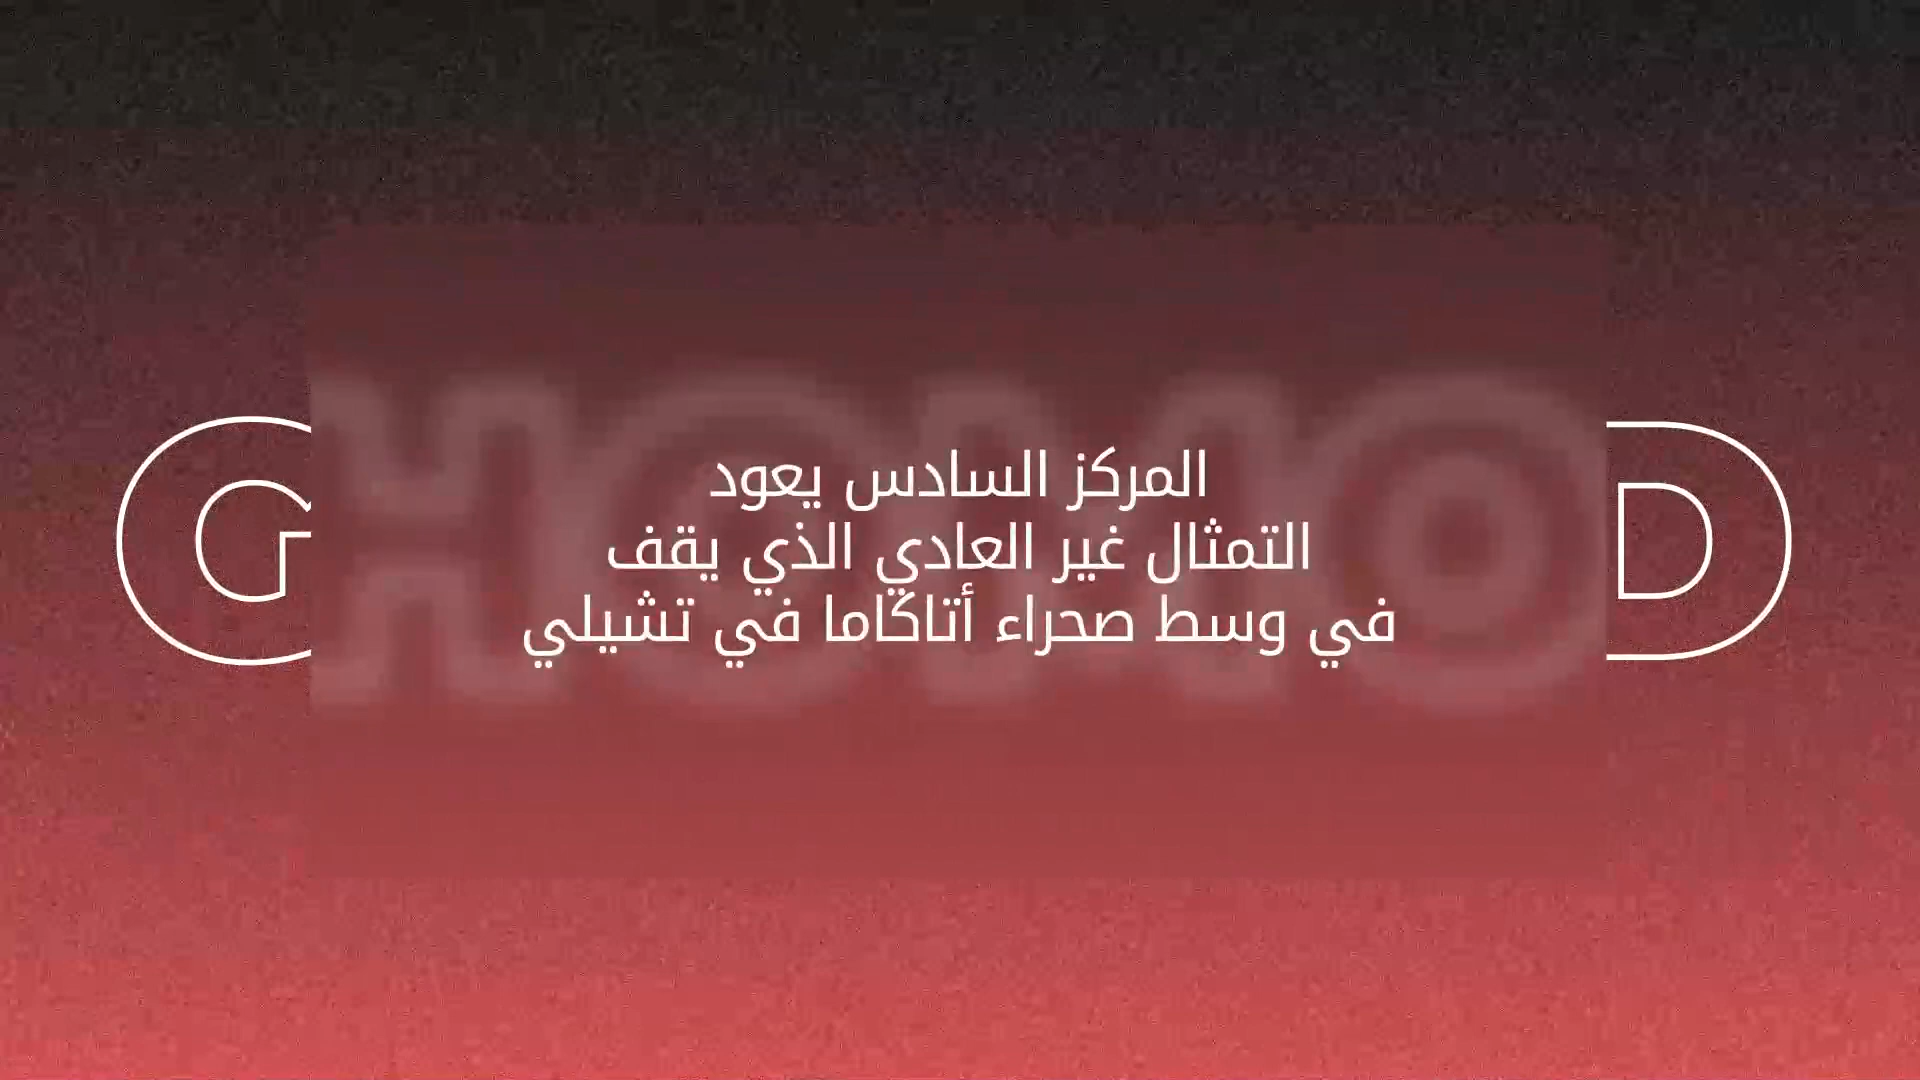 المركز السادس يعود
التمثال غير العادي الذي يقف
في وسط صحراء أتاكاما في تشيلي
G
D